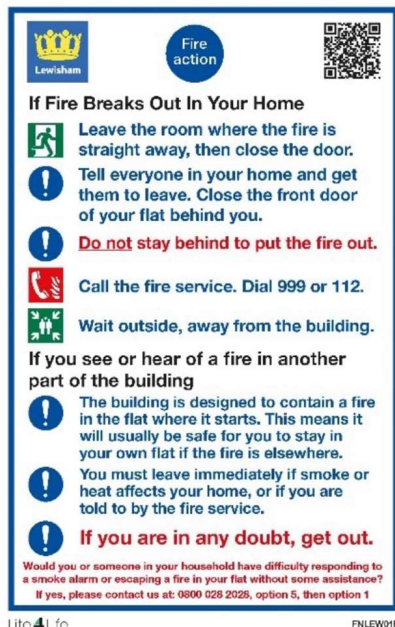 Lewisham
Fire
action
If Fire Breaks Out In Your Home
Leave the room where the fire is
straight away, then close the door.
Tell everyone in your home and get
them to leave. Close the front door
of your flat behind you.
Do not stay behind to put the fire out.
Call the fire service. Dial 999 or 112.
Wait outside, away from the building.
If you see or hear of a fire in another
part of the building
The building is designed to contain a fire
in the flat where it starts. This means it
will usually be safe for you to stay in
your own flat if the fire is elsewhere.
You must leave immediately if smoke or
heat affects your home, or if you are
told to by the fire service.
If you are in any doubt, get out.
Would you or someone in your household have difficulty responding to
a smoke alarm or escaping a fire in your flat without some assistance?
If yes, please contact us at: 0800 028 2028, option 5, then option 1